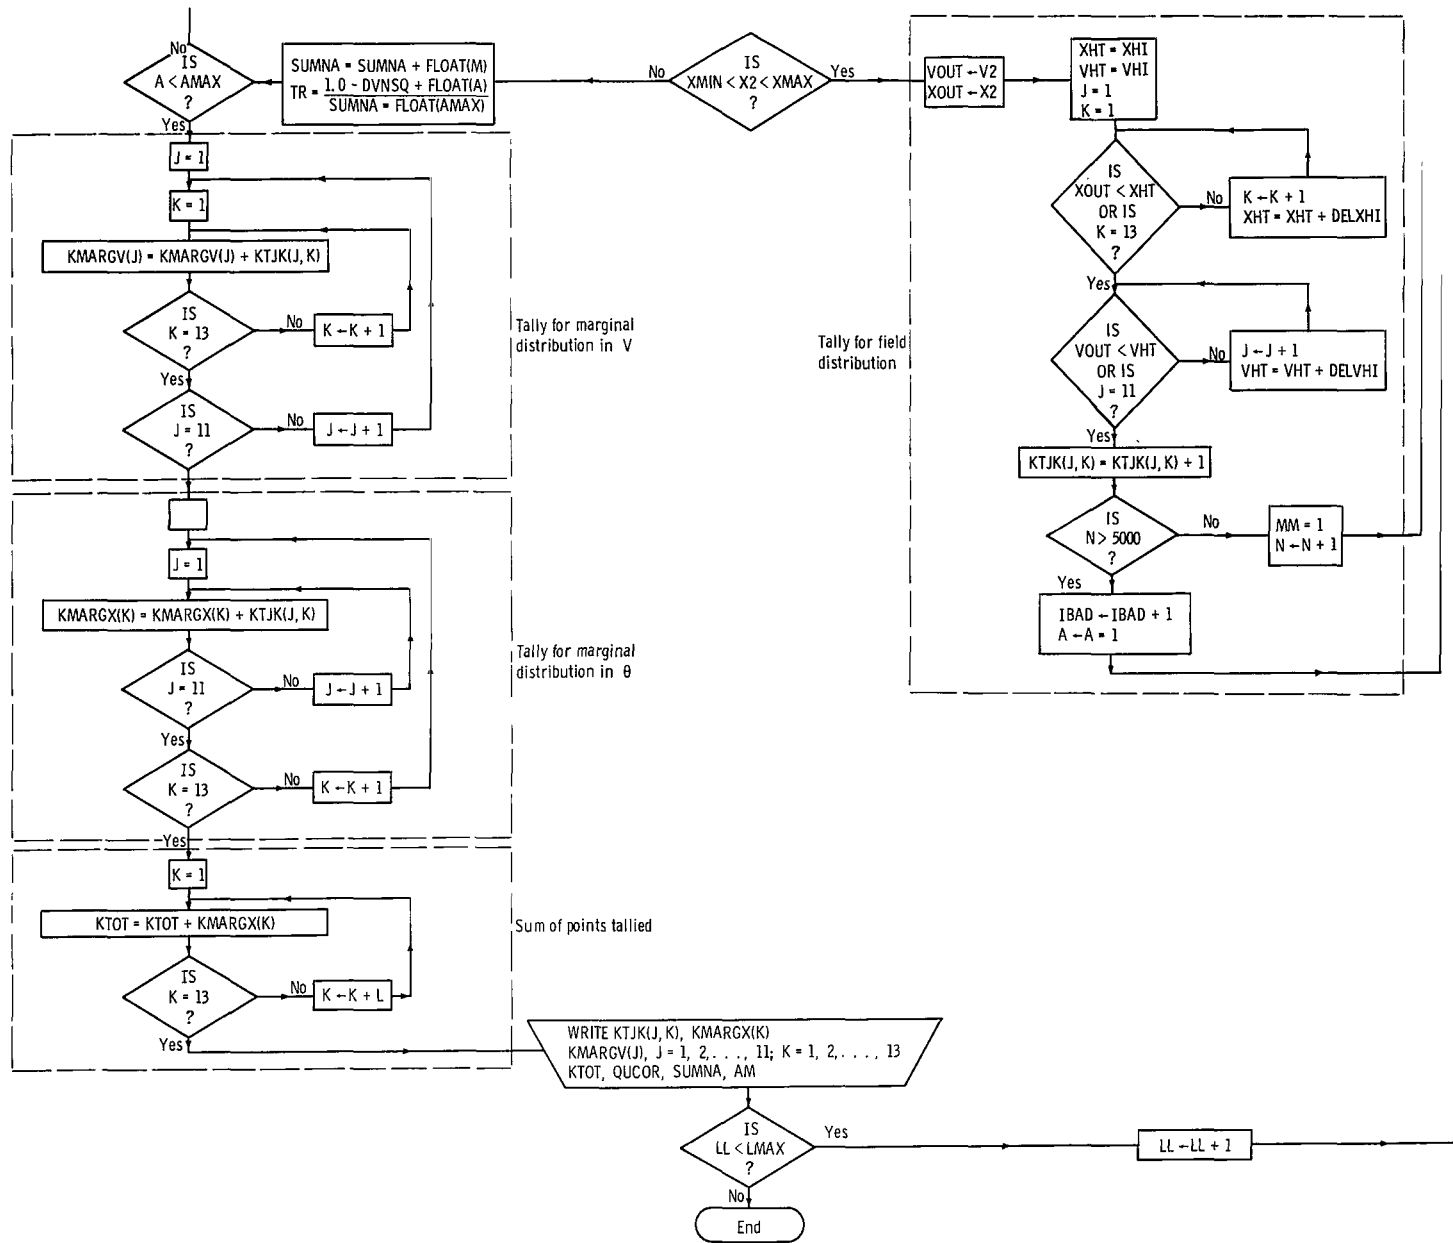 No
IS
A < AMAX
?
Yes
SUMNA = SUMNA + FLOAT(M)
TR = 1.0 - DVNSQ + FLOAT(A)
SUMNA = FLOAT(AMAX)
No
IS
XMIN < X2 < XMAX
?
Yes
VOUT ← V2
XOUT ← X2
XHT = XHI
VHT = VHI
J = 1
K = 1
IS
XOUT < XHT
OR IS
K = 13
?
No
K ← K + 1
XHT = XHT + DELXHI
Yes
IS
VOUT < VHT
OR IS
J = 11
?
No
J ← J + 1
VHT = VHT + DELVHI
Yes
KTJK(J, K) = KTJK(J, K) + 1
IS
N > 5000
?
No
MM = 1
N ← N + 1
Yes
IBAD ← IBAD + 1
A ← A = 1
Tally for field
distribution
J = 1
K = 1
KMARGV(J) = KMARGV(J) + KTJK(J, K)
IS
K = 13
?
No
K ← K + 1
Yes
IS
J = 11
?
No
J ← J + 1
Tally for marginal
distribution in V
J = 1
KMARGX(K) = KMARGX(K) + KTJK(J, K)
IS
J = 11
?
No
J ← J + 1
Yes
IS
K = 13
?
No
K ← K + 1
Yes
Tally for marginal
distribution in θ
K = 1
KTOT = KTOT + KMARGX(K)
IS
K = 13
?
No
K ← K + L
Yes
Sum of points tallied
WRITE KTJK(J, K), KMARGX(K)
KMARGV(J), J = 1, 2, . . . , 11; K = 1, 2, . . . , 13
KTOT, QUCOR, SUMNA, AM
IS
LL < LMAX
?
Yes
LL ← LL + 1
No
End